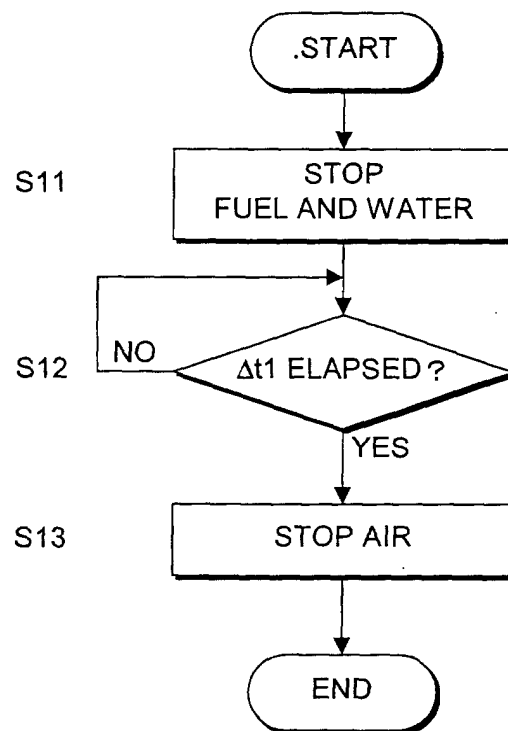 .START
S11
STOP
FUEL AND WATER
S12
NO
Δt1 ELAPSED?
YES
S13
STOP AIR
END